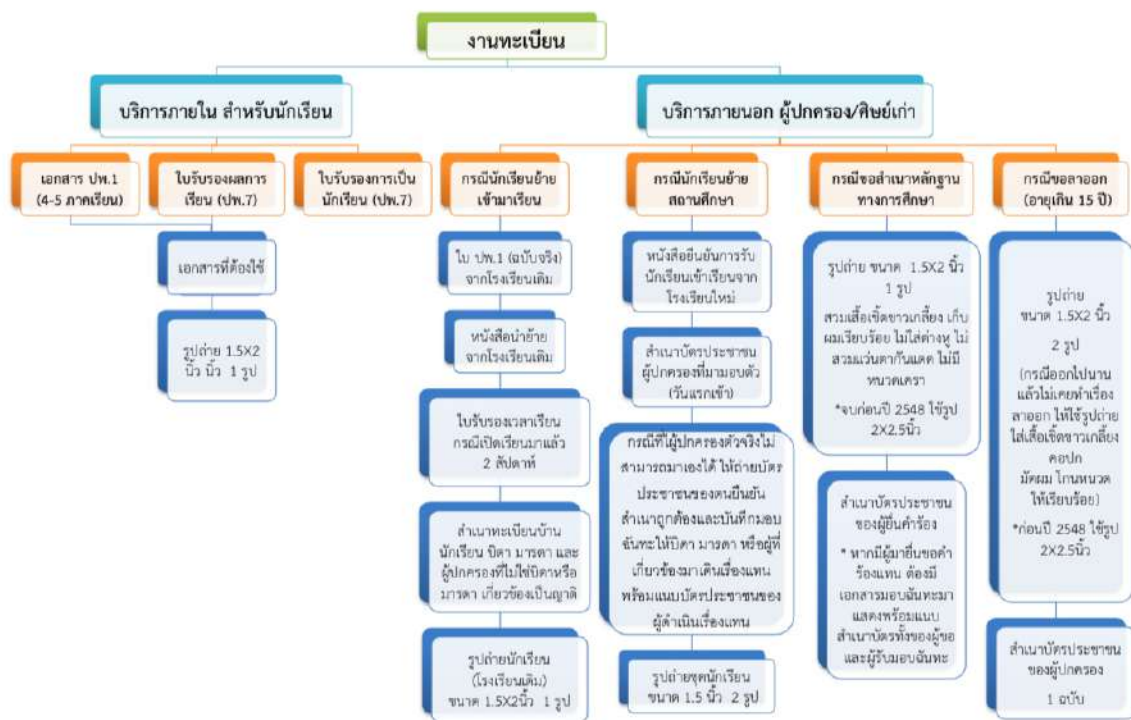 งานทะเบียน
บริการภายใน สำหรับนักเรียน
บริการภายนอก ผู้ปกครอง/ศิษย์เก่า
เอกสาร ปพ.1
(4-5 ภาคเรียน)
ใบรับรองผลการ
เรียน (ปพ.7)
ใบรับรองการเป็น
นักเรียน (ปพ.7)
เอกสารที่ต้องใช้
รูปถ่าย 1.5X2
นิ้ว นิ้ว 1 รูป
กรณีนักเรียนย้าย
เข้ามาเรียน
ใบ ปพ.1 (ฉบับจริง)
จากโรงเรียนเดิม
หนังสือนำย้าย
จากโรงเรียนเดิม
ใบรับรองเวลาเรียน
กรณีเปิดเรียนมาแล้ว
2 สัปดาห์
สำเนาทะเบียนบ้าน
นักเรียน บิดา มารดา และ
ผู้ปกครองที่ไม่ใช่บิดาหรือ
มารดา เกี่ยวข้องเป็นญาติ
รูปถ่ายนักเรียน
(โรงเรียนเดิม)
ขนาด 1.5X2นิ้ว 1 รูป
กรณีนักเรียนย้าย
สถานศึกษา
หนังสือยืนยันการรับ
นักเรียนเข้าเรียนจาก
โรงเรียนใหม่
สำเนาบัตรประชาชน
ผู้ปกครองที่มามอบตัว
(วันแรกเข้า)
กรณีที่ผู้ปกครองตัวจริงไม่
สามารถมาเองได้ ให้ถ่ายบัตร
ประชาชนของตนยืนยัน
สำเนาถูกต้องและบันทึกมอบ
ฉันทะให้บิดา มารดา หรือผู้ที่
เกี่ยวข้องมาเดินเรื่องแทน
พร้อมแนบบัตรประชาชนของ
ผู้ดำเนินเรื่องแทน
รูปถ่ายชุดนักเรียน
ขนาด 1.5 นิ้ว 2 รูป
กรณีขอสำเนาหลักฐาน
ทางการศึกษา
รูปถ่าย ขนาด 1.5X2 นิ้ว
1 รูป
สวมเสื้อเชิ้ตขาวเกลี้ยง เก็บ
ผมเรียบร้อย ไม่ใส่ต่างหู ไม่
สวมแว่นตากันแดด ไม่มี
หนวดเครา
*จบก่อนปี 2548 ใช้รูป
2X2.5นิ้ว
สำเนาบัตรประชาชน
ของผู้ยื่นคำร้อง
* หากมีผู้มายื่นขอคำ
ร้องแทน ต้องมี
เอกสารมอบฉันทะมา
แสดงพร้อมแนบ
สำเนาบัตรทั้งของผู้ขอ
และผู้รับมอบฉันทะ
กรณีขอลาออก
(อายุเกิน 15 ปี)
รูปถ่าย
ขนาด 1.5X2 นิ้ว
2 รูป
(กรณีออกไปนาน
แล้วไม่เคยทำเรื่อง
ลาออก ให้ใช้รูปถ่าย
ใส่เสื้อเชิ้ตขาวเกลี้ยง
คอปก
มัดผม โกนหนวด
ให้เรียบร้อย)
*ก่อนปี 2548 ใช้รูป
2X2.5นิ้ว
สำเนาบัตรประชาชน
ของผู้ปกครอง
1 ฉบับ